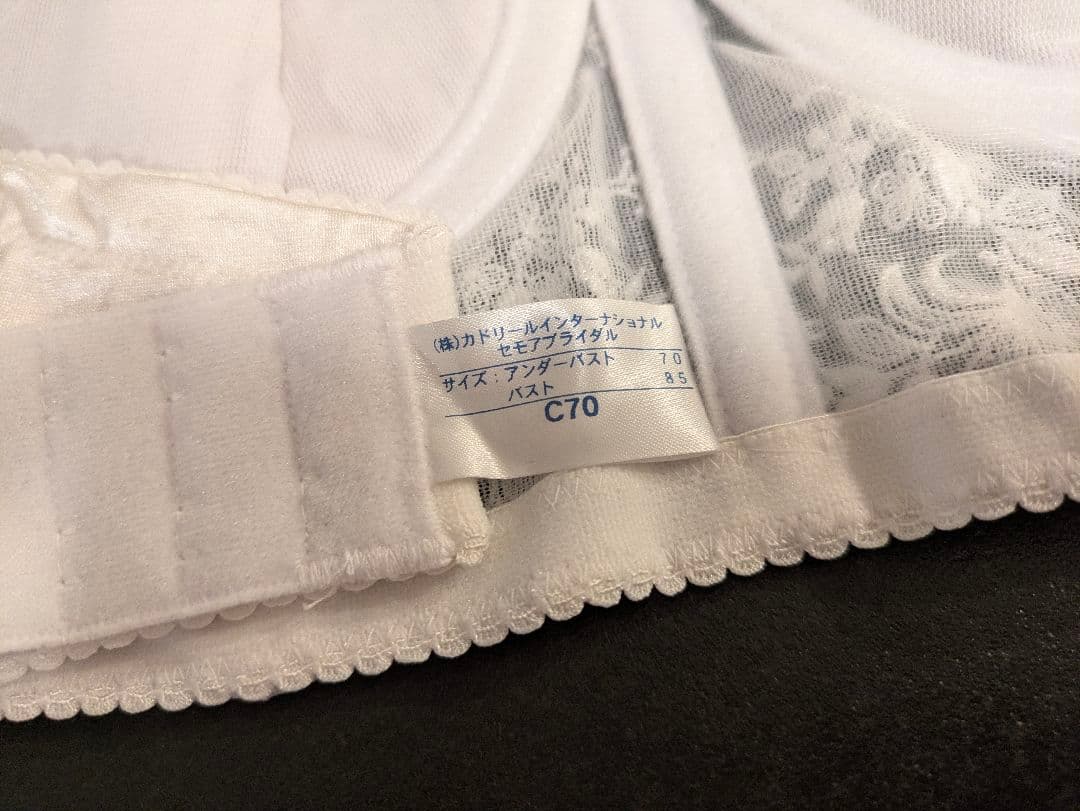 (株)カドリールインターナショナル
セモアブライダル
サイズ:アンダーバスト 70
バスト 85
C70